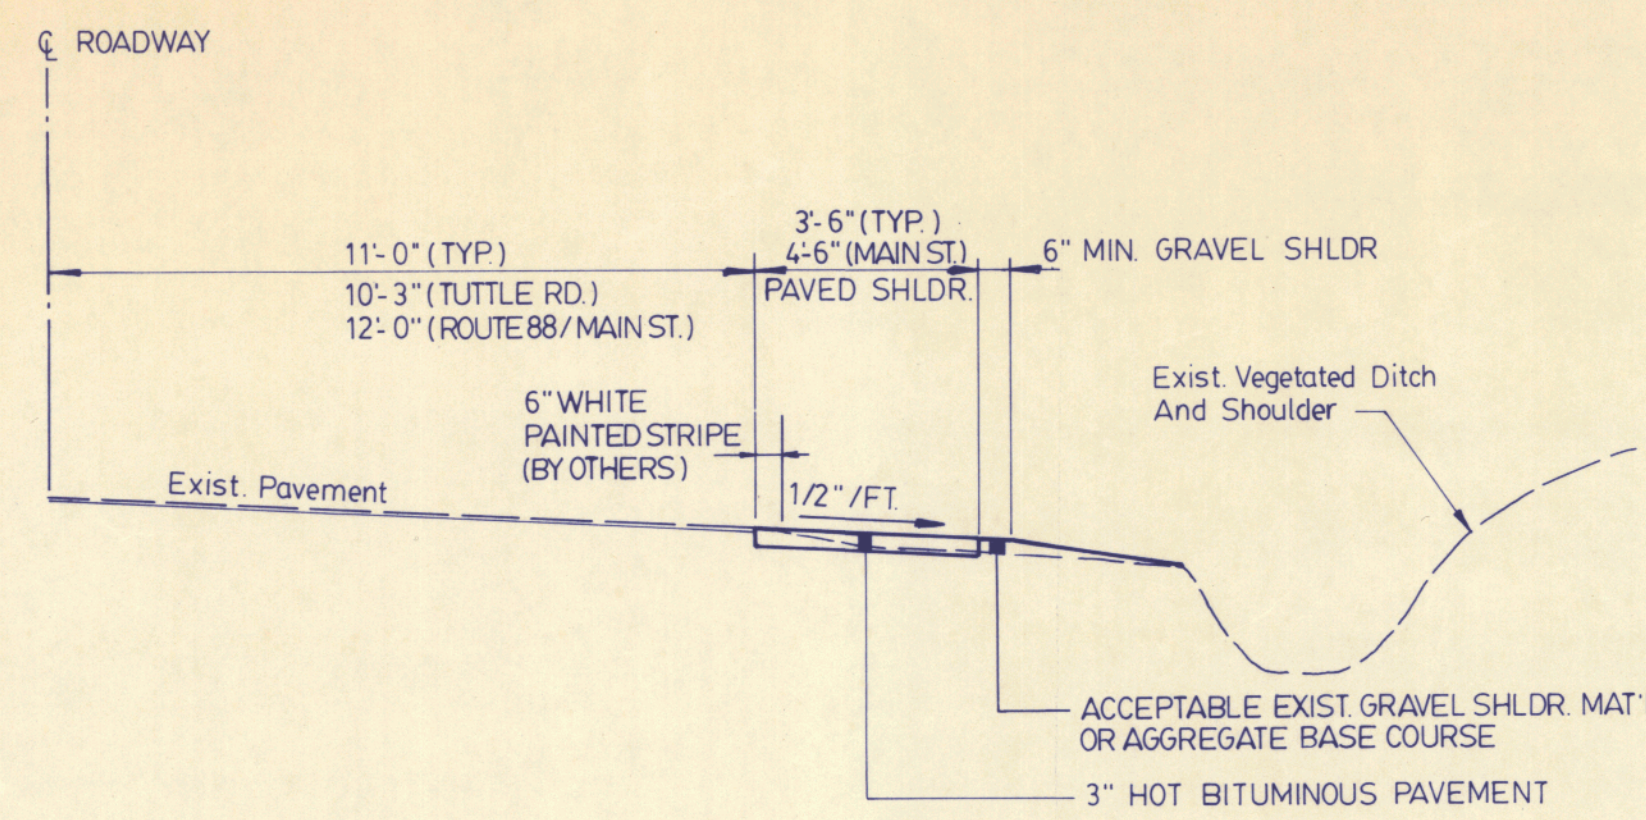 ℄ ROADWAY
3'-6" (TYP.)
11'-0" (TYP.)
4'-6" (MAIN ST.)
6" MIN. GRAVEL SHLDR
10'-3" (TUTTLE RD.)
PAVED SHLDR.
12'-0" (ROUTE 88/MAIN ST.)
Exist. Vegetated Ditch
And Shoulder
6" WHITE
PAINTED STRIPE
(BY OTHERS)
Exist. Pavement
1/2"/FT.
ACCEPTABLE EXIST. GRAVEL SHLDR. MAT'
OR AGGREGATE BASE COURSE
3" HOT BITUMINOUS PAVEMENT